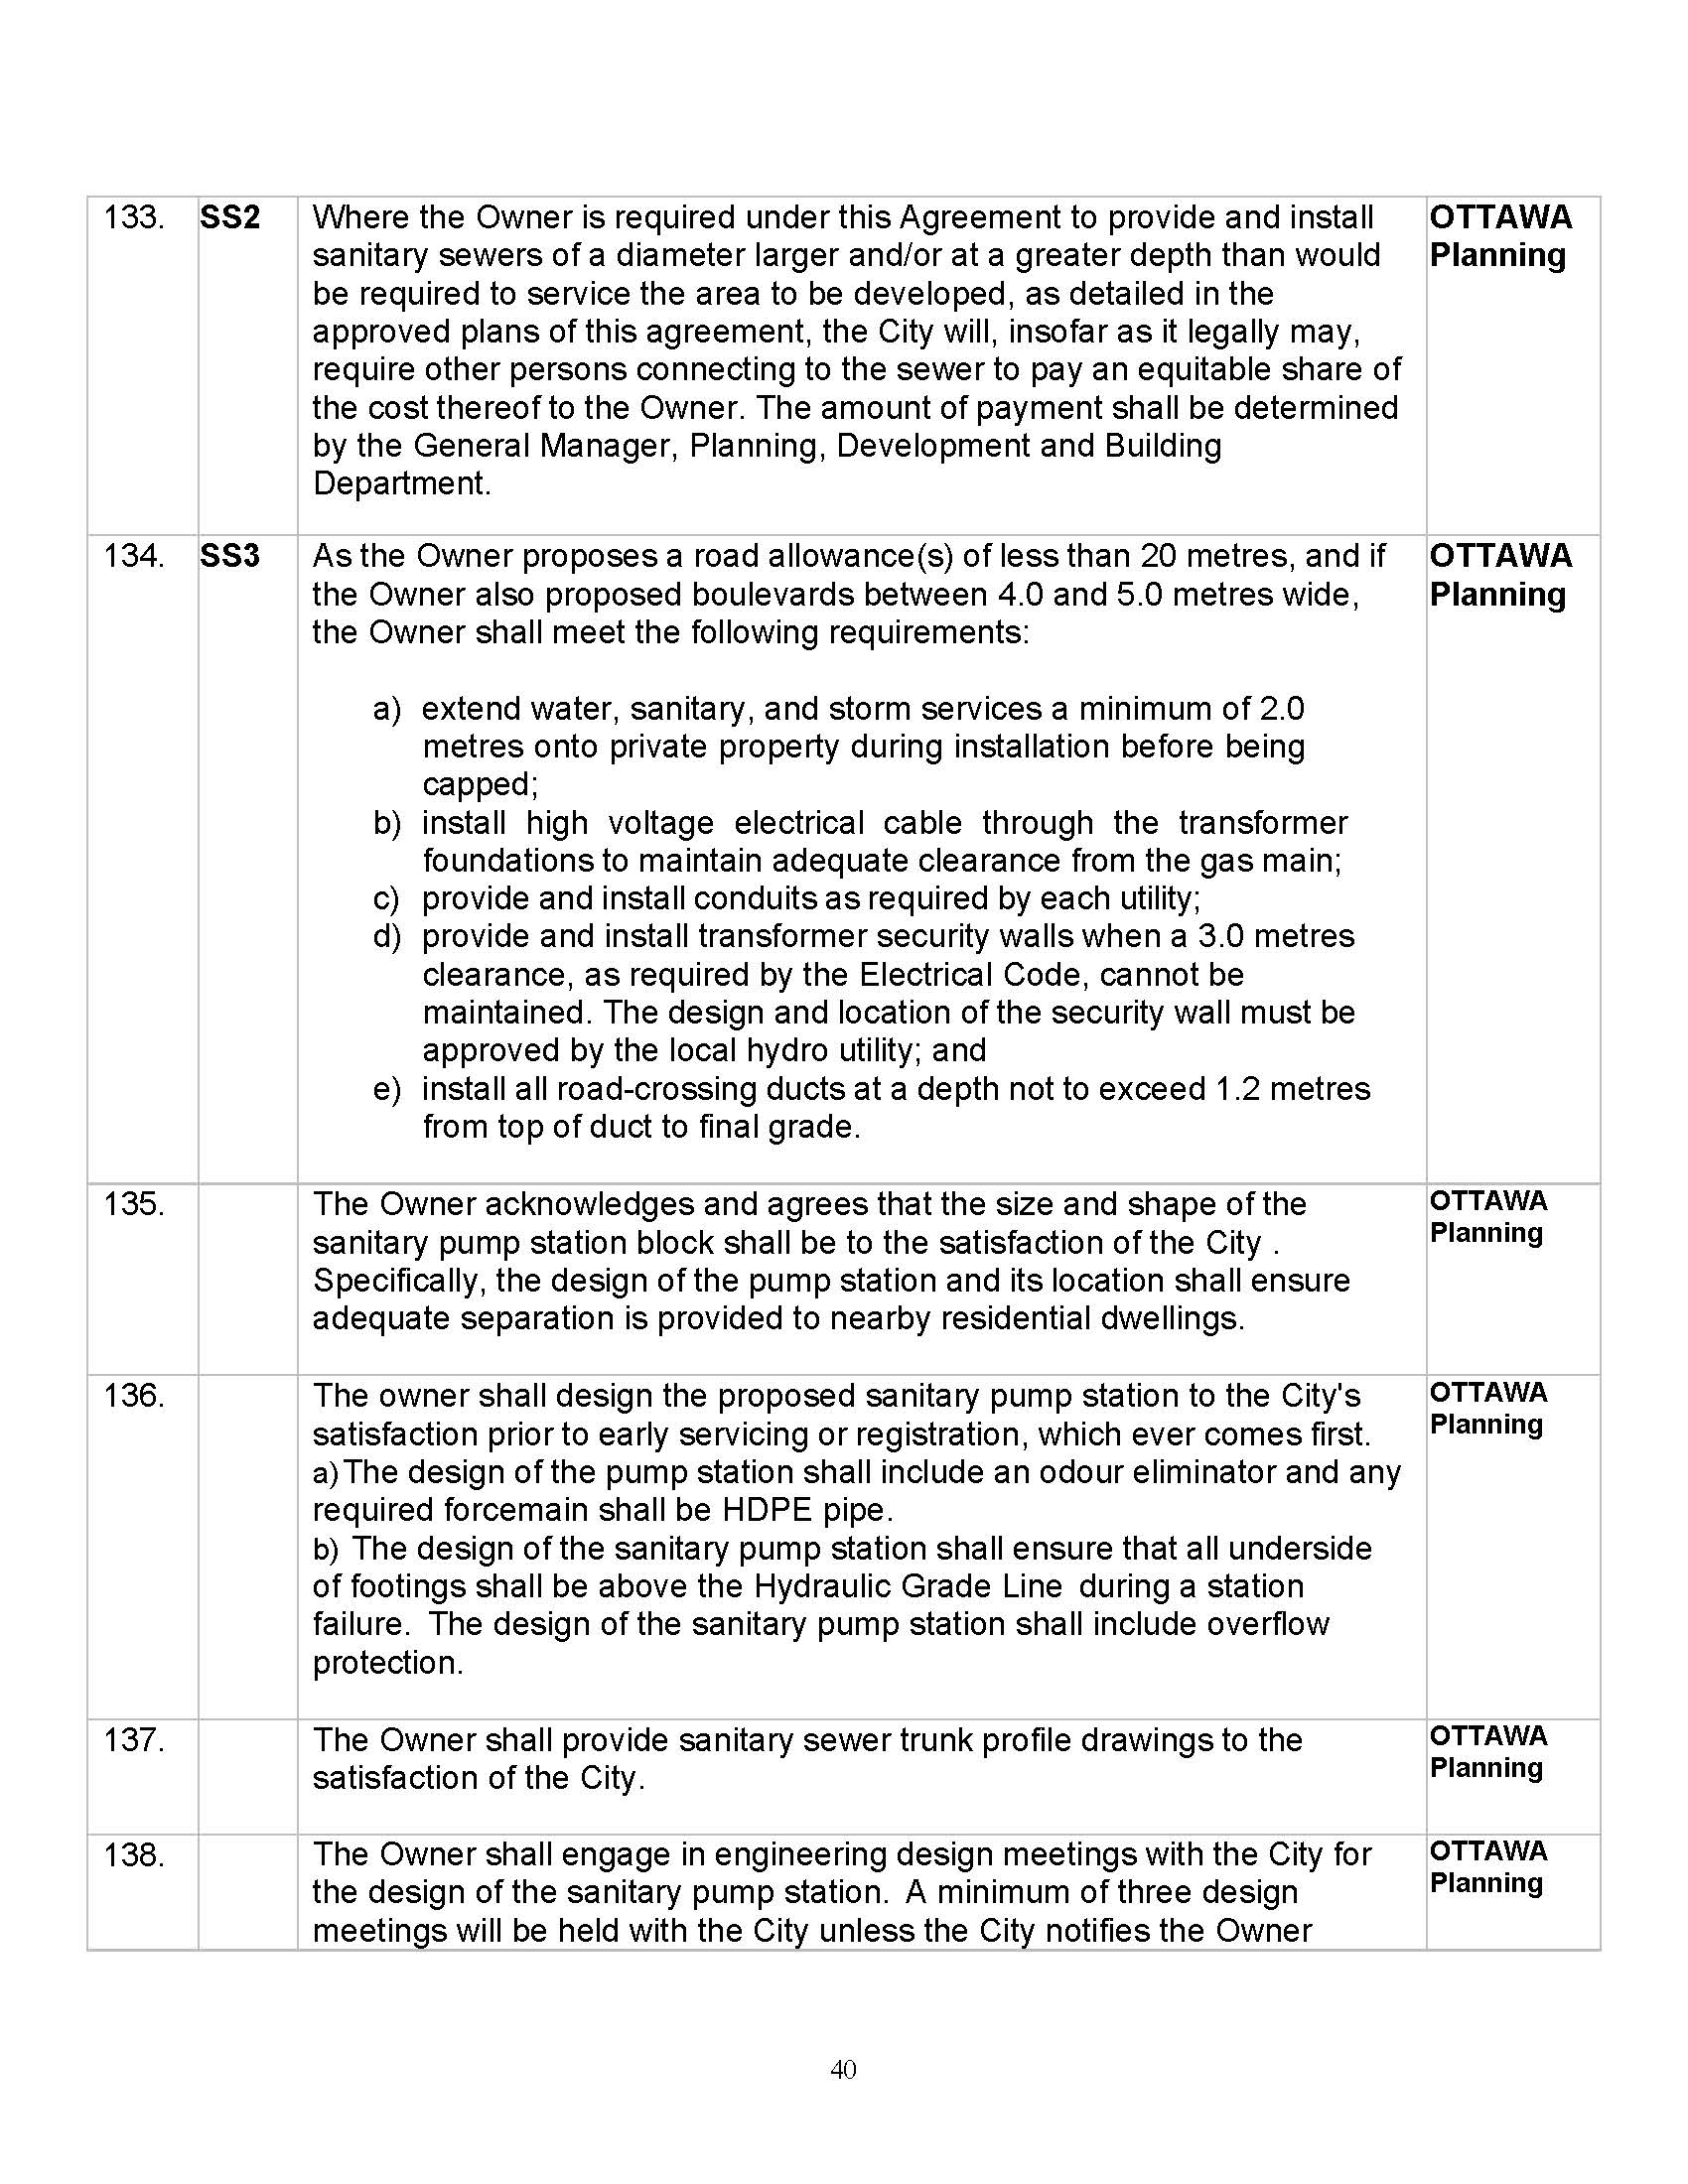 133. SS2 Where the Owner is required under this Agreement to provide and install OTTAWA
sanitary sewers of a diameter larger and/or at a greater depth than would Planning
be required to service the area to be developed, as detailed in the
approved plans of this agreement, the City will, insofar as it legally may,
require other persons connecting to the sewer to pay an equitable share of
the cost thereof to the Owner. The amount of payment shall be determined
by the General Manager, Planning, Development and Building
Department.
134. SS3 As the Owner proposes a road allowance(s) of less than 20 metres, and if OTTAWA
the Owner also proposed boulevards between 4.0 and 5.0 metres wide, Planning
the Owner shall meet the following requirements:
a) extend water, sanitary, and storm services a minimum of 2.0
metres onto private property during installation before being
capped;
b) install high voltage electrical cable through the transformer
foundations to maintain adequate clearance from the gas main;
c) provide and install conduits as required by each utility;
d) provide and install transformer security walls when a 3.0 metres
clearance, as required by the Electrical Code, cannot be
maintained. The design and location of the security wall must be
approved by the local hydro utility; and
e) install all road-crossing ducts at a depth not to exceed 1.2 metres
from top of duct to final grade.
135. The Owner acknowledges and agrees that the size and shape of the OTTAWA
sanitary pump station block shall be to the satisfaction of the City . Planning
Specifically, the design of the pump station and its location shall ensure
adequate separation is provided to nearby residential dwellings.
136. The owner shall design the proposed sanitary pump station to the City's OTTAWA
satisfaction prior to early servicing or registration, which ever comes first. Planning
a) The design of the pump station shall include an odour eliminator and any
required forcemain shall be HDPE pipe.
b) The design of the sanitary pump station shall ensure that all underside
of footings shall be above the Hydraulic Grade Line during a station
failure. The design of the sanitary pump station shall include overflow
protection.
137. The Owner shall provide sanitary sewer trunk profile drawings to the OTTAWA
satisfaction of the City. Planning
138. The Owner shall engage in engineering design meetings with the City for OTTAWA
the design of the sanitary pump station. A minimum of three design Planning
meetings will be held with the City unless the City notifies the Owner
40